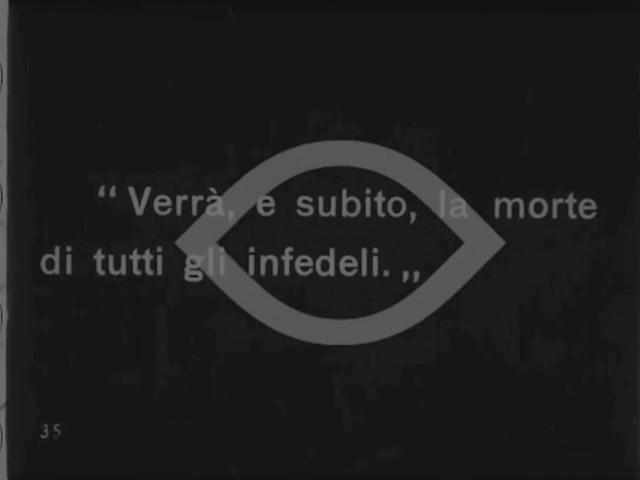 “ Verrà, e subito, la morte
di tutti gli infedeli. „
35